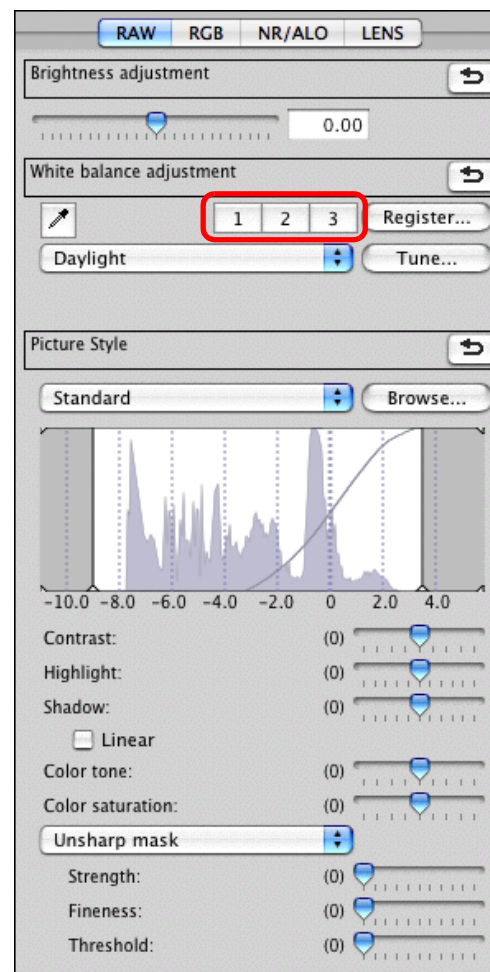 RAW RGB NR/ALO LENS
Brightness adjustment
0.00
White balance adjustment
1 2 3 Register...
Daylight Tune...
Picture Style
Standard Browse...
-10.0 -8.0 -6.0 -4.0 -2.0 0 2.0 4.0
Contrast: (0)
Highlight: (0)
Shadow: (0)
Linear
Color tone: (0)
Color saturation: (0)
Unsharp mask
Strength: (0)
Fineness: (0)
Threshold: (0)